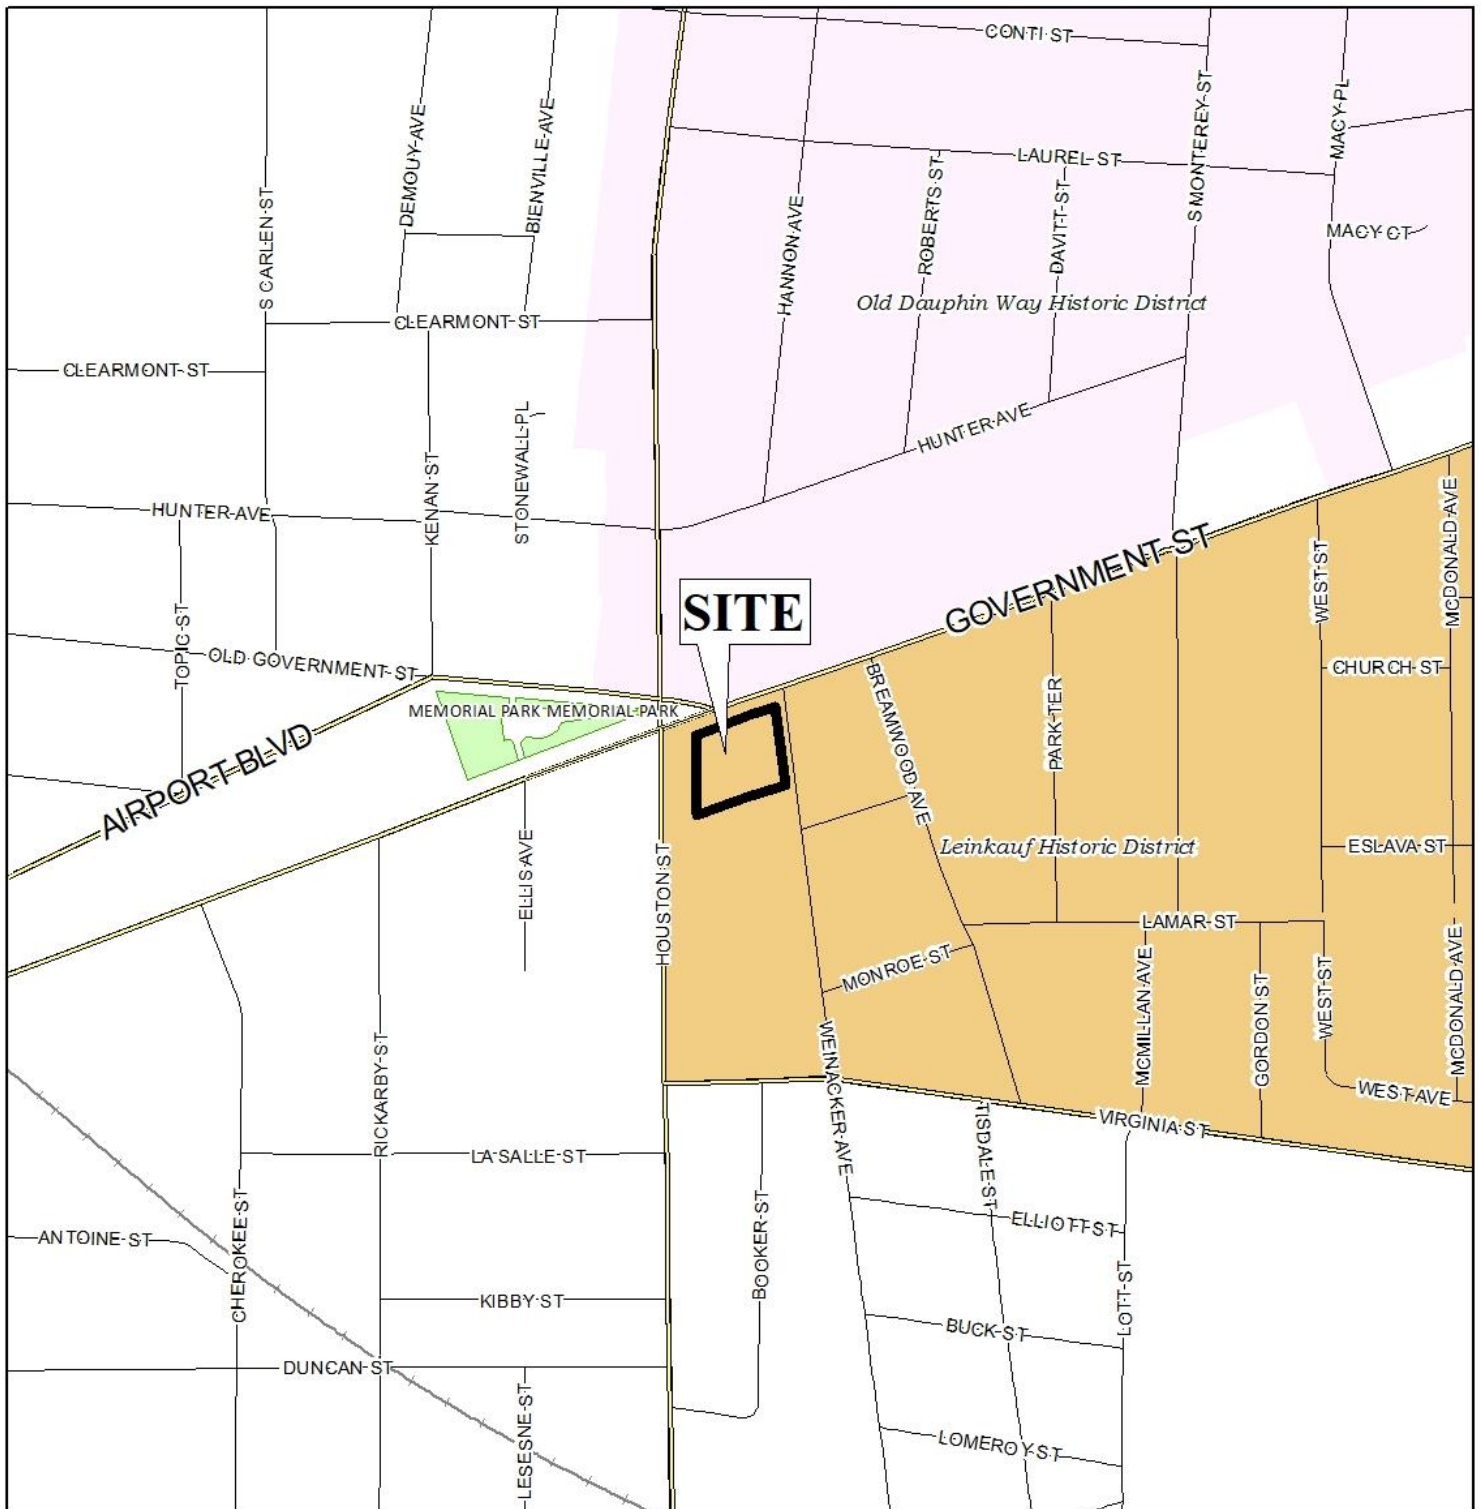 CONTI ST
MACY PL
S MONTEREY ST
DEMOUY AVE
BIENVILLE AVE
LAUREL ST
ROBERTS ST
DAVITT ST
S CARLEN ST
HANNON AVE
MACY CT
Old Dauphin Way Historic District
CLEARMONT ST
CLEARMONT ST
HUNTER AVE
STONEWALL PL
KENAN ST
HUNTER AVE
MCDONALD AVE
WEST ST
GOVERNMENT ST
SITE
TOPIC ST
OLD GOVERNMENT ST
CHURCH ST
BREAMWOOD AVE
PARK TER
MEMORIAL PARK
MEMORIAL PARK
AIRPORT BLVD
ELLIS AVE
HOUSTON ST
Leinkauf Historic District
ESLAVA ST
LAMAR ST
MONROE ST
MCMILLAN AVE
GORDON ST
WEST ST
MCDONALD AVE
WEINACKER AVE
RICKARBY ST
WEST AVE
VIRGINIA ST
TISDALE ST
LA SALLE ST
CHEROKEE ST
BOOKER ST
ELLIOTT ST
ANTOINE ST
LOTT ST
KIBBY ST
BUCK ST
DUNCAN ST
LESESNE ST
LOMEROY ST